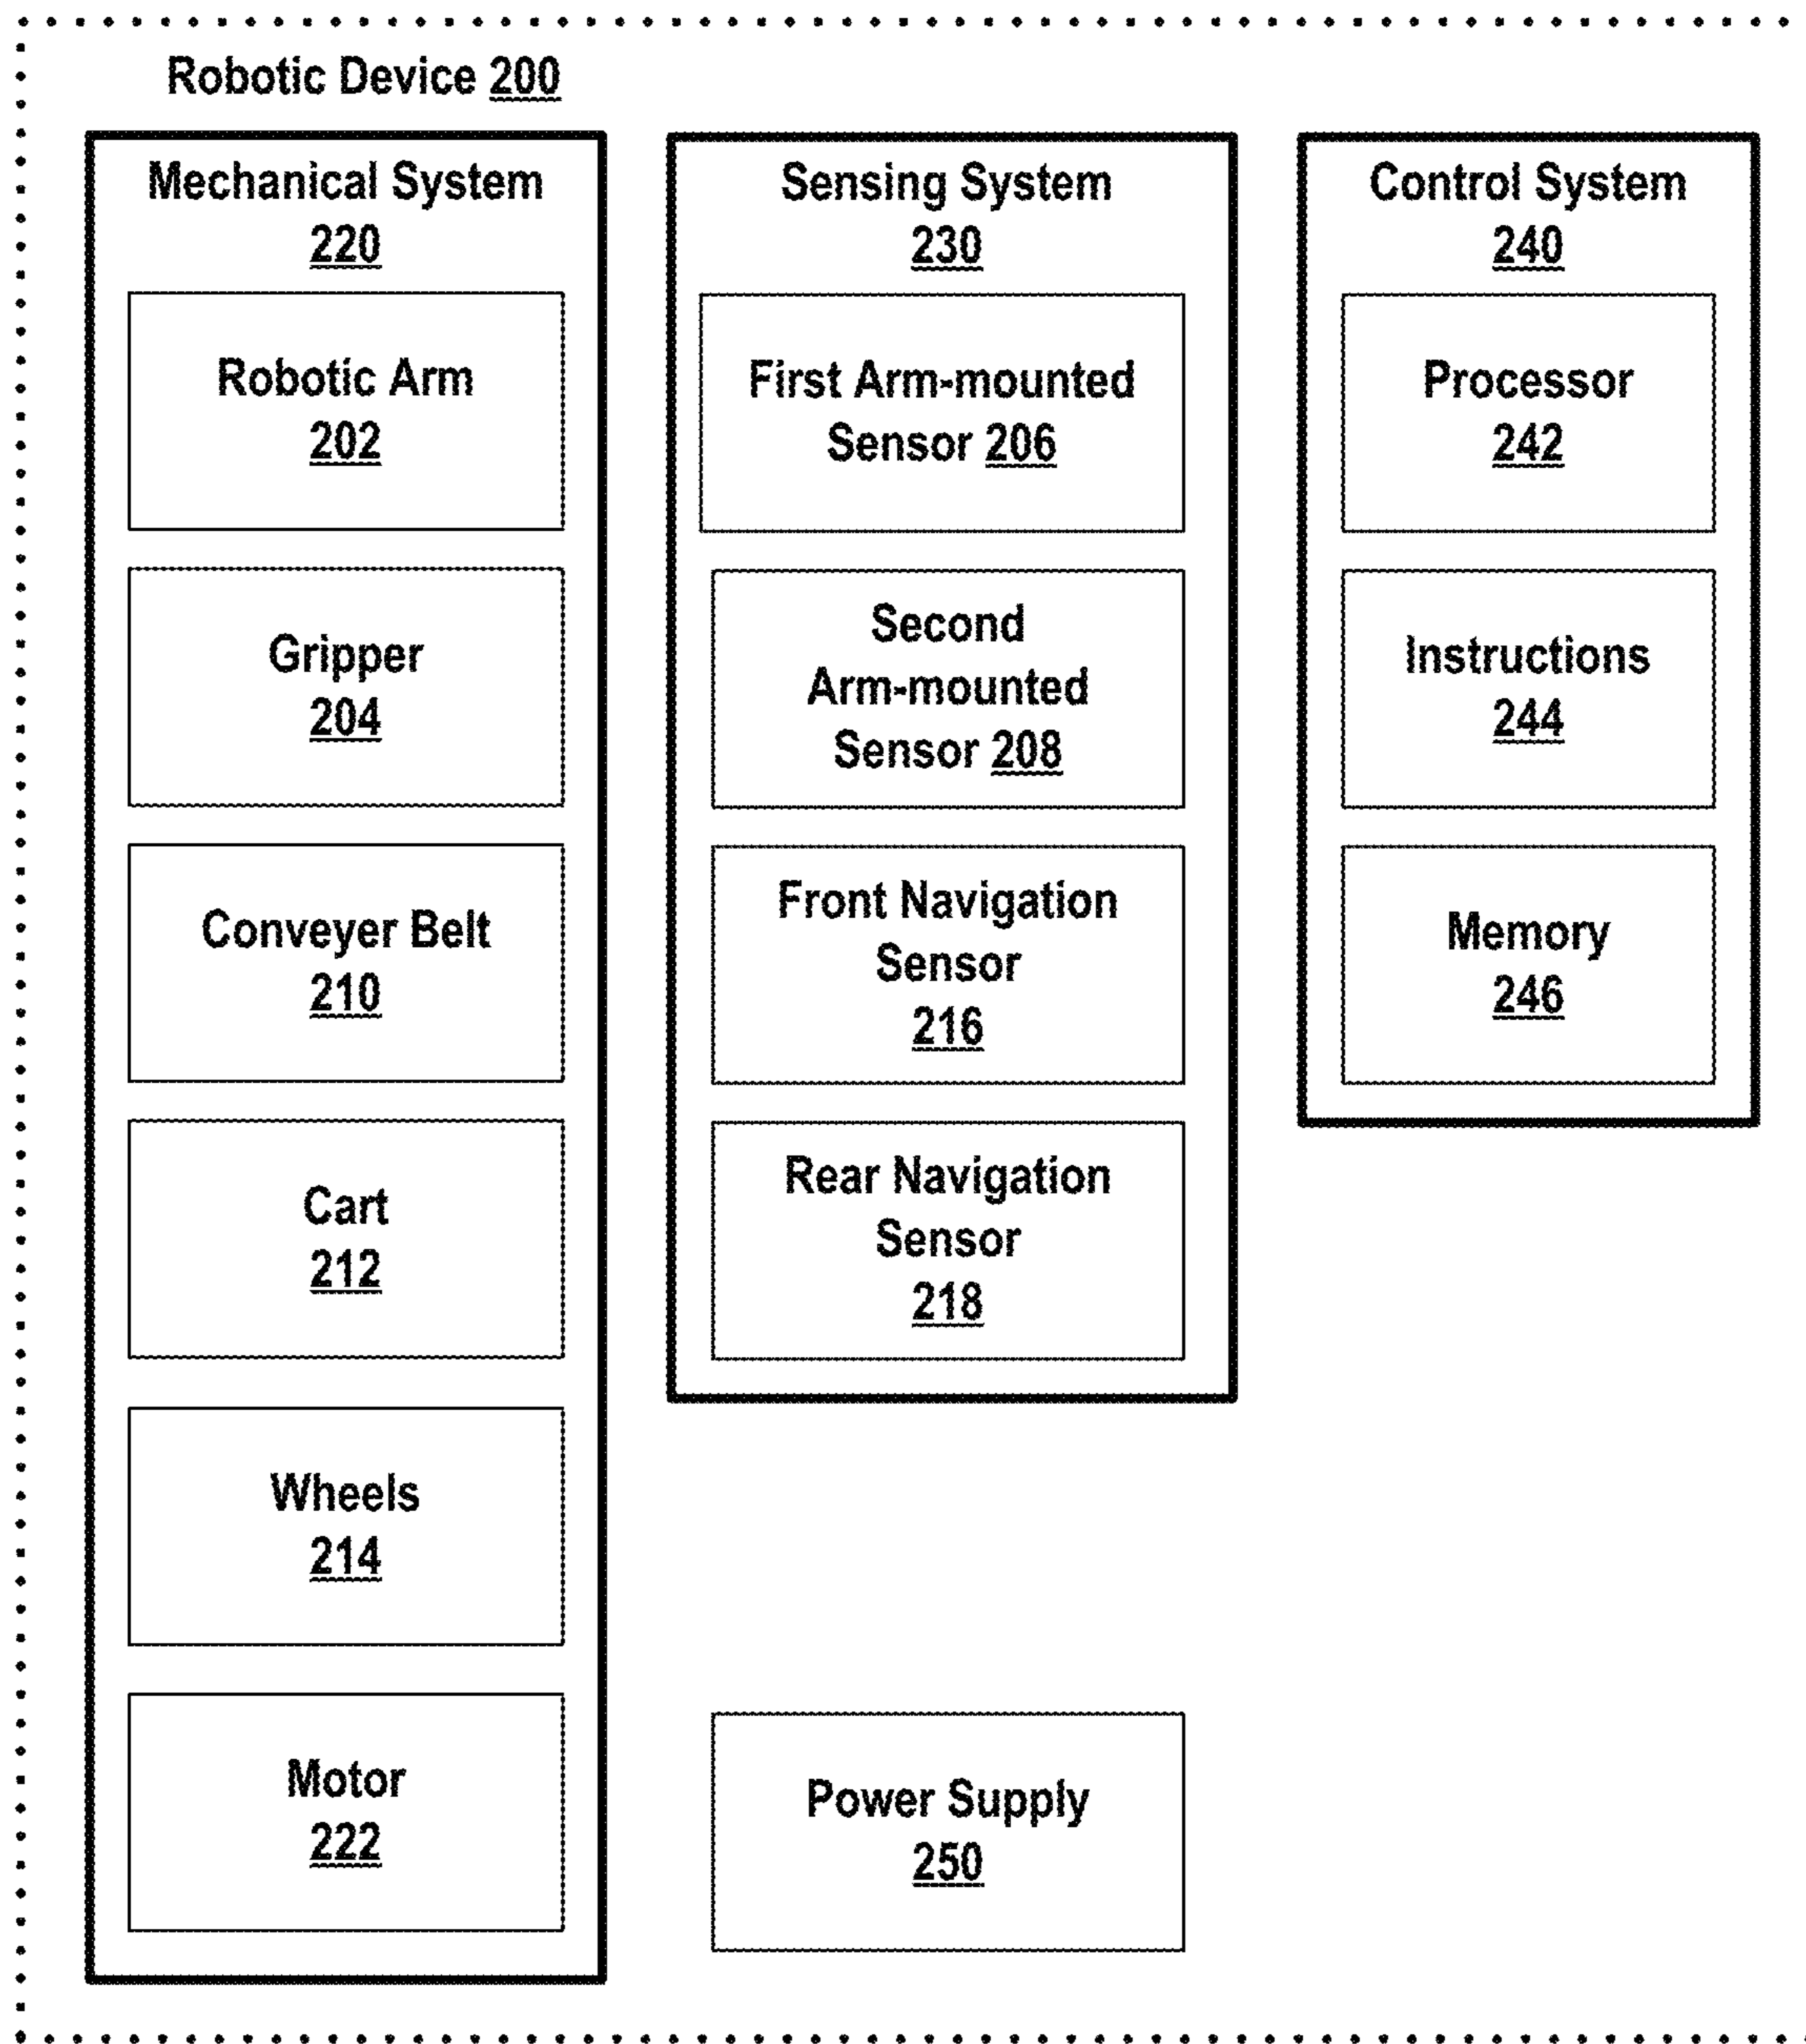 Robotic Device 200
Mechanical System
220
Robotic Arm
202
Gripper
204
Conveyer Belt
210
Cart
212
Wheels
214
Motor
222
Sensing System
230
First Arm-mounted
Sensor 206
Second
Arm-mounted
Sensor 208
Front Navigation
Sensor
216
Rear Navigation
Sensor
218
Power Supply
250
Control System
240
Processor
242
Instructions
244
Memory
246